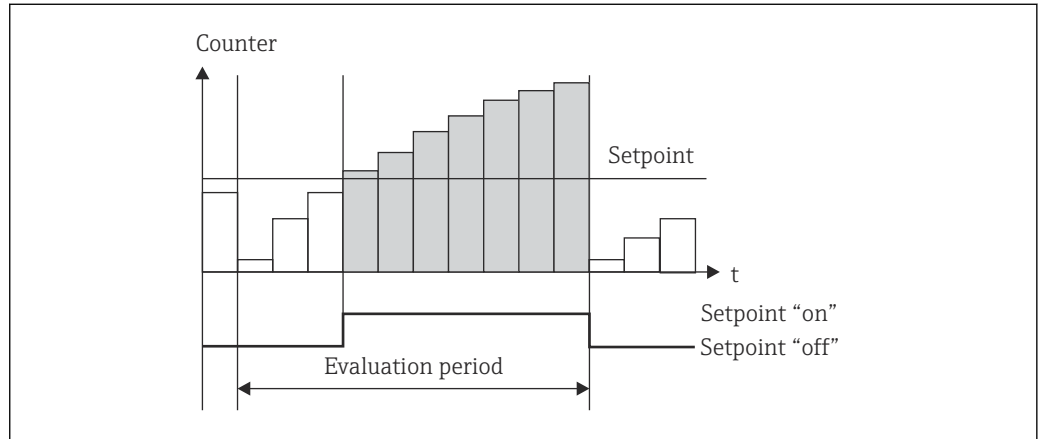 Counter
Setpoint
t
Setpoint “on”
Setpoint “off”
Evaluation period